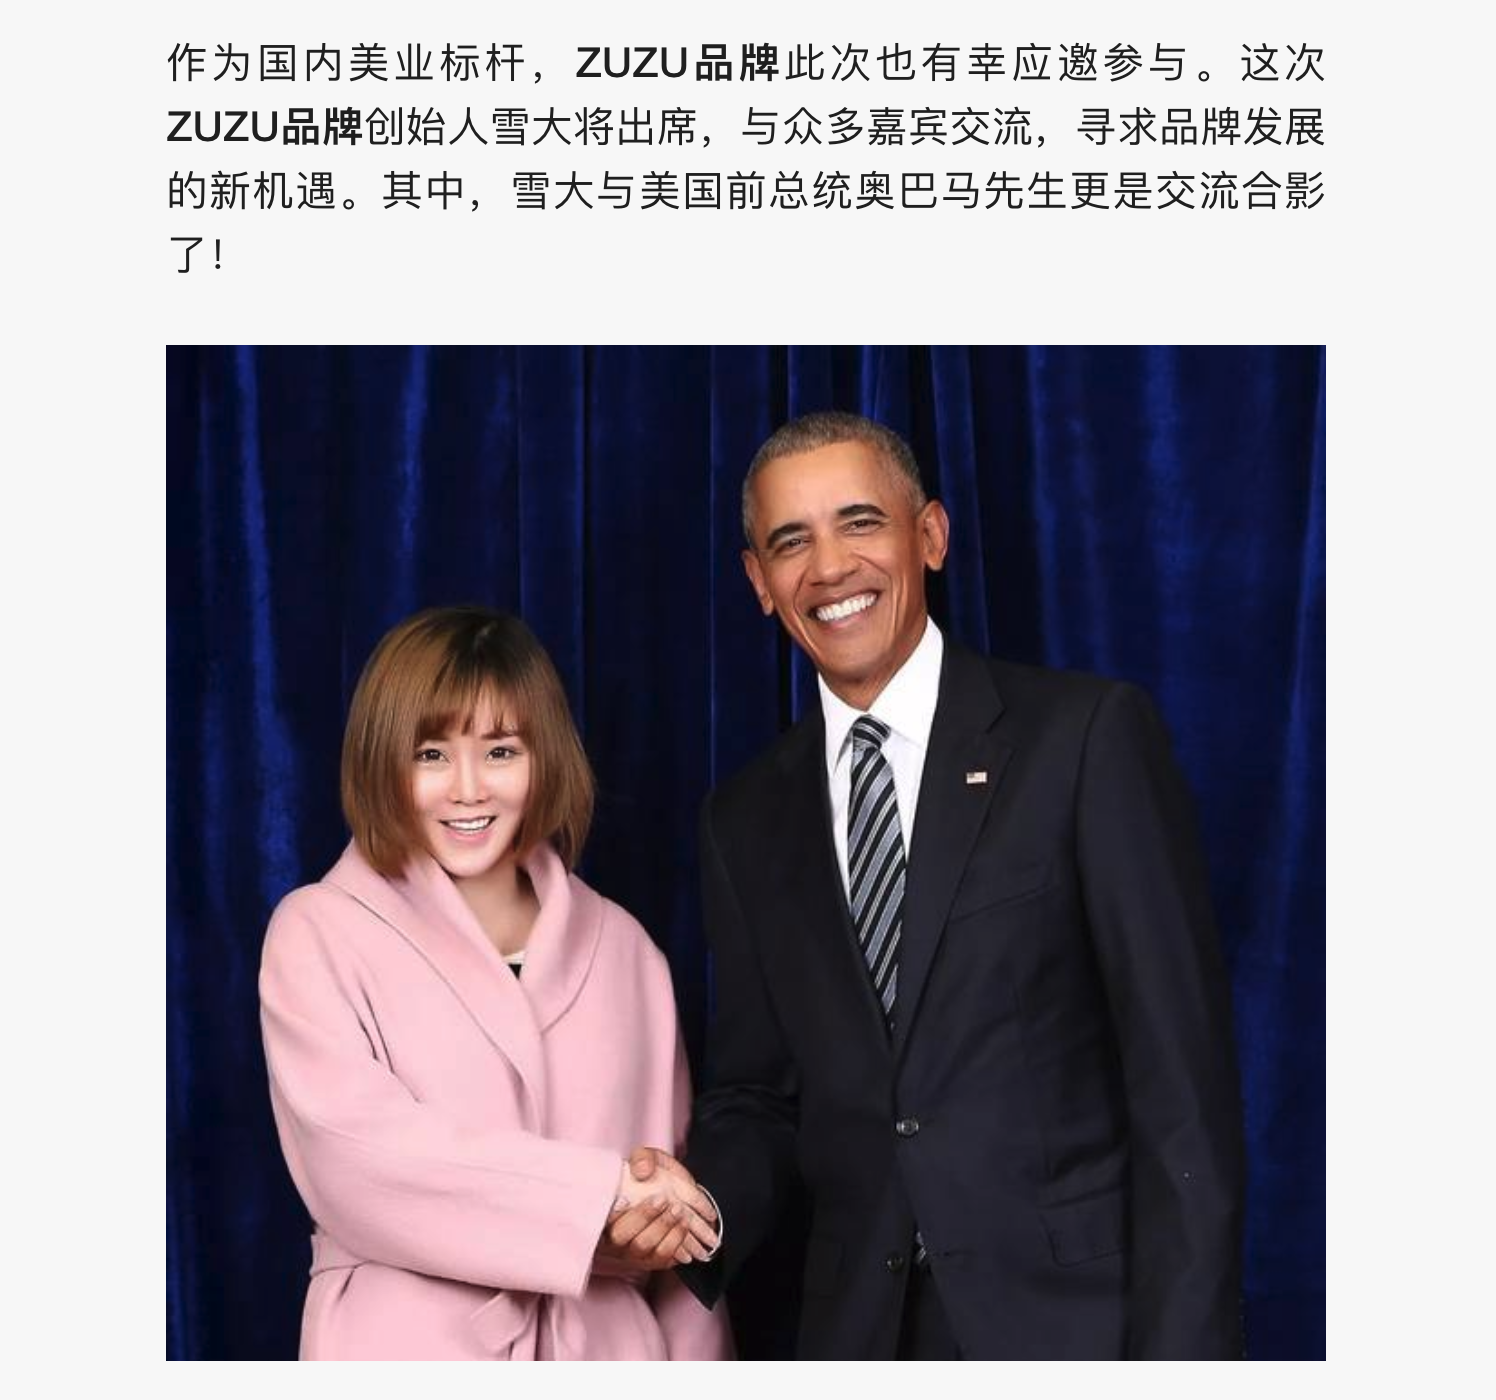 作为国内美业标杆，ZUZU品牌此次也有幸应邀参与。这次
ZUZU品牌创始人雪大将出席，与众多嘉宾交流，寻求品牌发展
的新机遇。其中，雪大与美国前总统奥巴马先生更是交流合影
了！